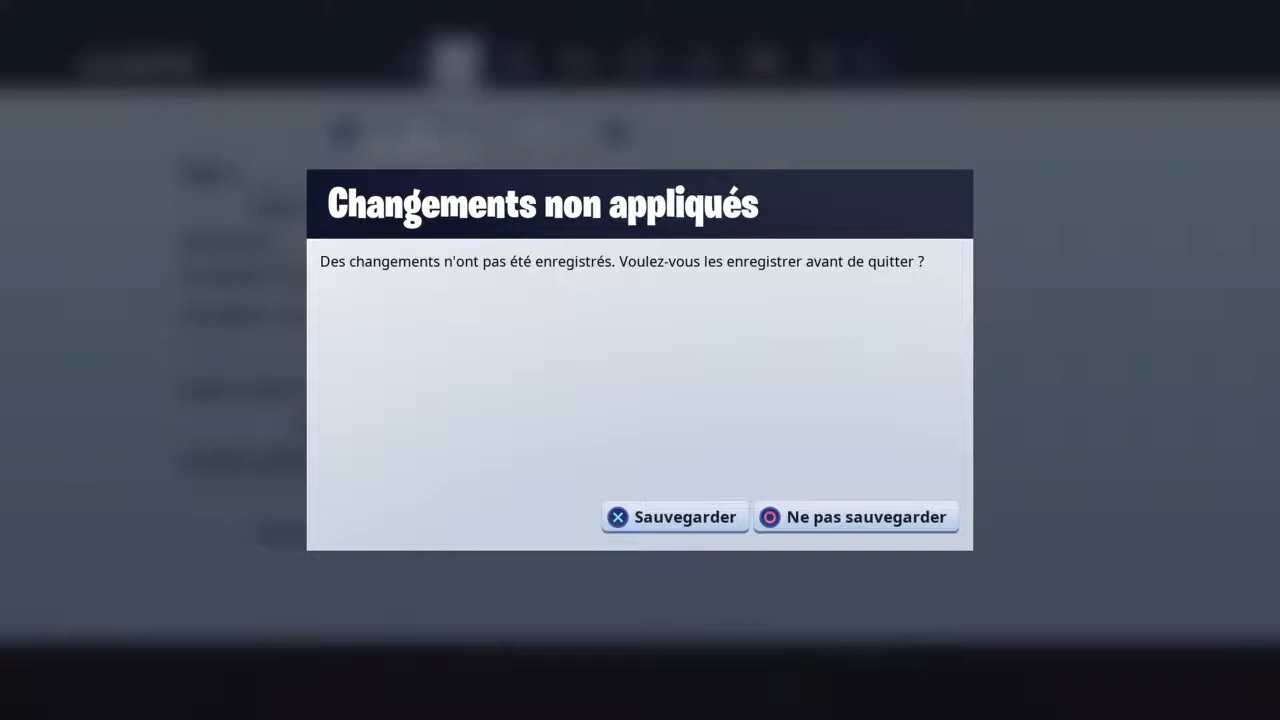 Changements non appliqués
Des changements n'ont pas été enregistrés. Voulez-vous les enregistrer avant de quitter ?
Sauvegarder
Ne pas sauvegarder